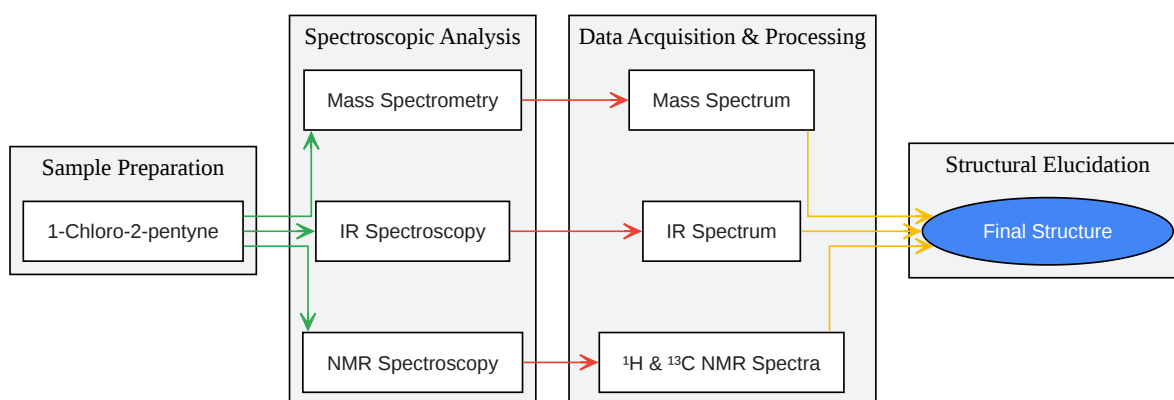 Sample Preparation
1-Chloro-2-pentyne
Spectroscopic Analysis
Mass Spectrometry
IR Spectroscopy
NMR Spectroscopy
Data Acquisition & Processing
Mass Spectrum
IR Spectrum
¹H & ¹³C NMR Spectra
Structural Elucidation
Final Structure